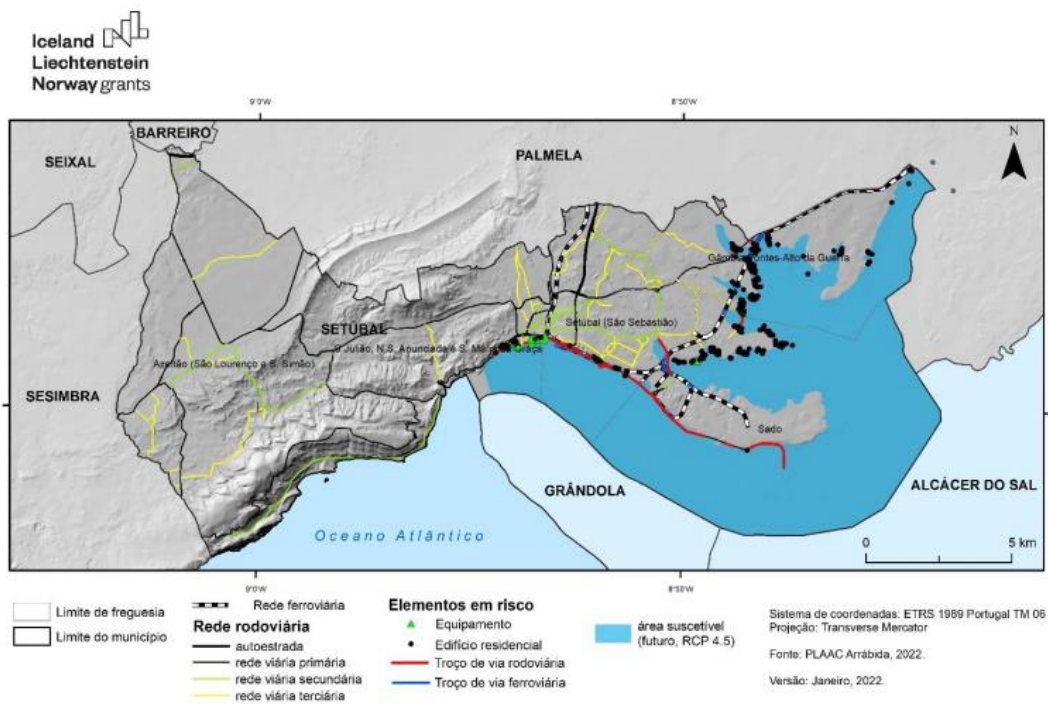 Iceland
Liechtenstein
Norway grants
9°0'W
8°50'W
BARREIRO
SEIXAL
PALMELA
N
Gâmbia-Pontes-Alto da Guerra
SETÚBAL
Setúbal (São Sebastião)
S Julião, N.S. Anunciada e S. Graça
Azeitão (São Lourenço e S. Simão)
SESIMBRA
Sado
GRÂNDOLA
ALCÁCER DO SAL
Oceano Atlântico
0 5 km
9°0'W
8°50'W
Limite de freguesia
Limite do município
Rede ferroviária
Rede rodoviária
autoestrada
rede viária primária
rede viária secundária
rede viária terciária
Elementos em risco
Equipamento
Edifício residencial
Troço de via rodoviária
Troço de via ferroviária
área suscetível
(futuro, RCP 4.5)
Sistema de coordenadas: ETRS 1989 Portugal TM 06
Projeção: Transverse Mercator
Fonte: PLAAC Arrábida, 2022.
Versão: Janeiro, 2022.